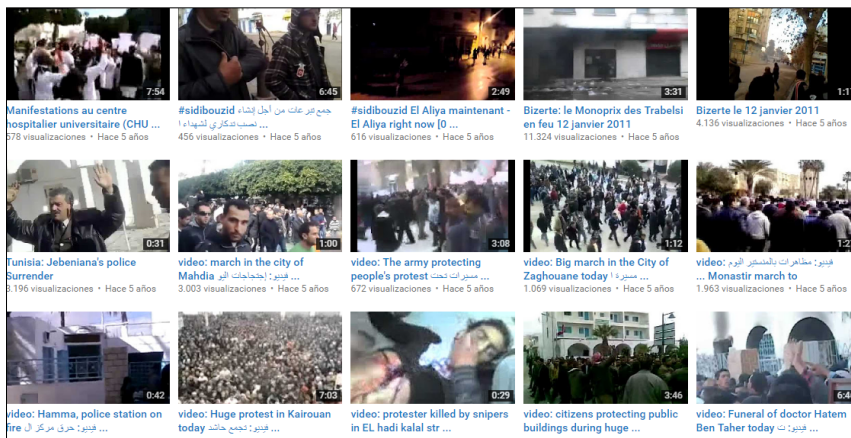 7:54
6:45
2:49
3:31
Manifestations au centre
hospitalier universitaire (CHU ...
578 visualizaciones • Hace 5 años
#sidibouzid جمع تبرعات من أجل إنشاء
نصب تذكاري لشهداء ا ...
456 visualizaciones • Hace 5 años
#sidibouzid El Aliya maintenant -
El Aliya right now [0 ...
616 visualizaciones • Hace 5 años
Bizerte: le Monoprix des Trabelsi
en feu 12 janvier 2011
11.324 visualizaciones • Hace 5 años
Bizerte le 12 janvier 2011
4.136 visualizaciones • Hace 5 años
0:31
1:00
3:08
1:12
Tunisia: Jebeniana's police
Surrender
3.196 visualizaciones • Hace 5 años
video: march in the city of
Mahdia فيديو: إحتجاجات اليو ...
3.003 visualizaciones • Hace 5 años
video: The army protecting
people's protest مسيرات تحت ...
672 visualizaciones • Hace 5 años
video: Big march in the City of
Zaghouane today مسيرة ا ...
1.069 visualizaciones • Hace 5 años
video: فيديو: مظاهرات بالمنستير اليوم
Monastir march to ...
1.963 visualizaciones • Hace 5 años
0:42
7:03
0:29
3:46
video: Hamma, police station on
fire فيديو: حرق مركز ال ...
video: Huge protest in Kairouan
today فيديو: تجمع حاشد ...
video: protester killed by snipers
in EL hadi kalal str ...
video: citizens protecting public
buildings during huge ...
video: Funeral of doctor Hatem
Ben Taher today فيديو: ت ...